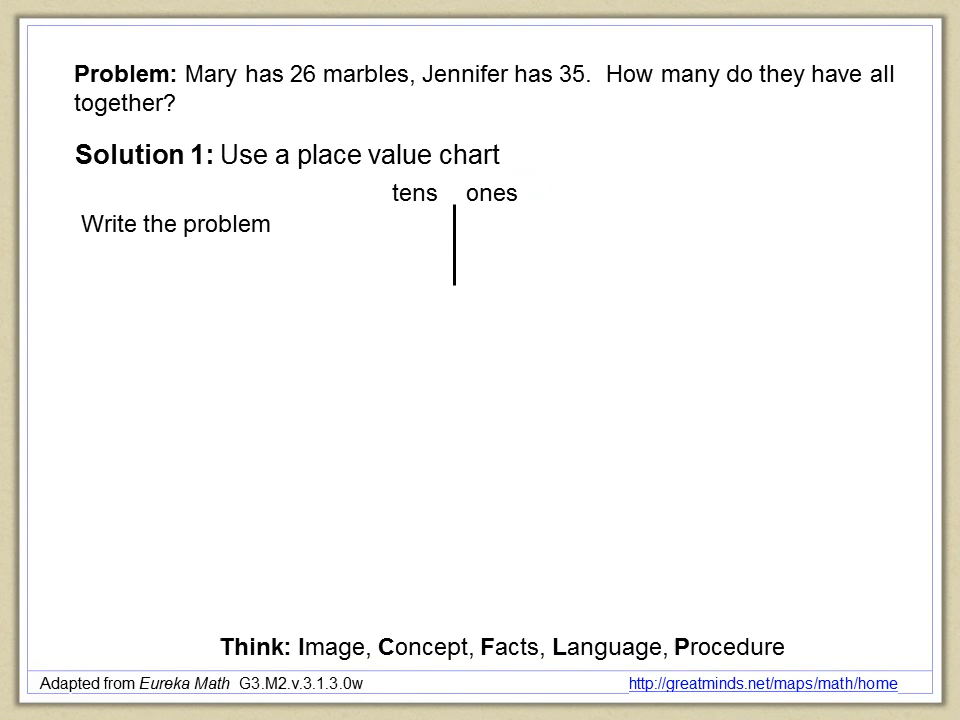 Problem: Mary has 26 marbles, Jennifer has 35. How many do they have all
together?
Solution 1: Use a place value chart
tens ones
Write the problem
Think: Image, Concept, Facts, Language, Procedure
Adapted from Eureka Math G3.M2.v.3.1.3.0w http://greatminds.net/maps/math/home